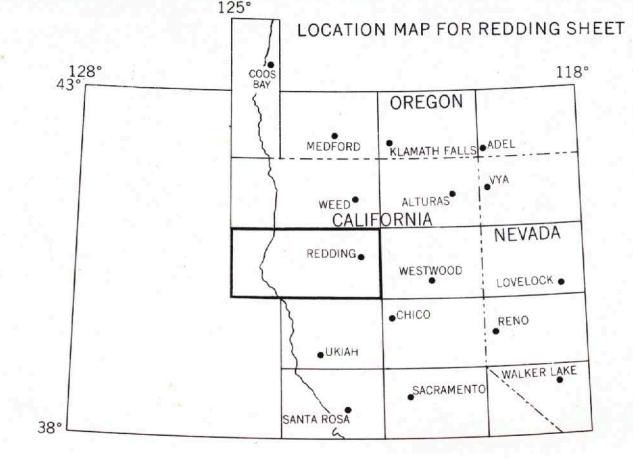 125°
LOCATION MAP FOR REDDING SHEET
128°
118°
43°
COOS
BAY
OREGON
MEDFORD
KLAMATH FALLS
ADEL
VYA
WEED
ALTURAS
CALIFORNIA
NEVADA
REDDING
WESTWOOD
LOVELOCK
CHICO
RENO
UKIAH
WALKER LAKE
SACRAMENTO
SANTA ROSA
38°